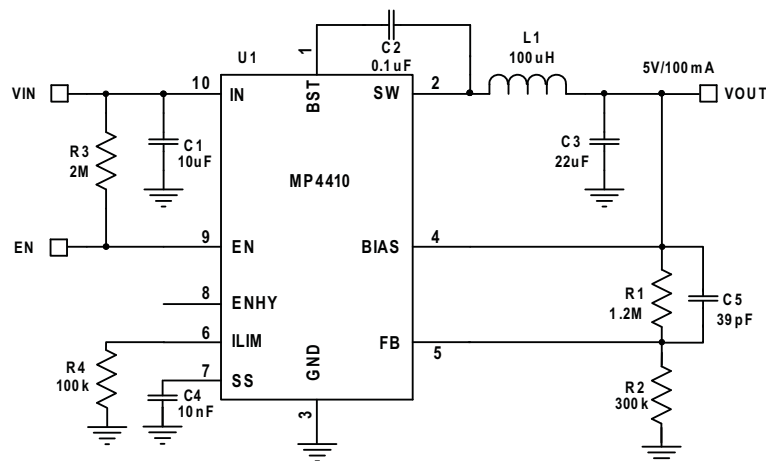 U1
1
C2
0.1uF
L1
100uH
5V/100mA
VIN
10
IN
BST
SW
2
VOUT
R3
2M
C1
10uF
C3
22uF
MP4410
EN
9
EN
BIAS
4
8
ENHY
R1
1.2M
C5
39pF
6
ILIM
FB
5
R4
100k
7
SS
GND
C4
10nF
3
R2
300k